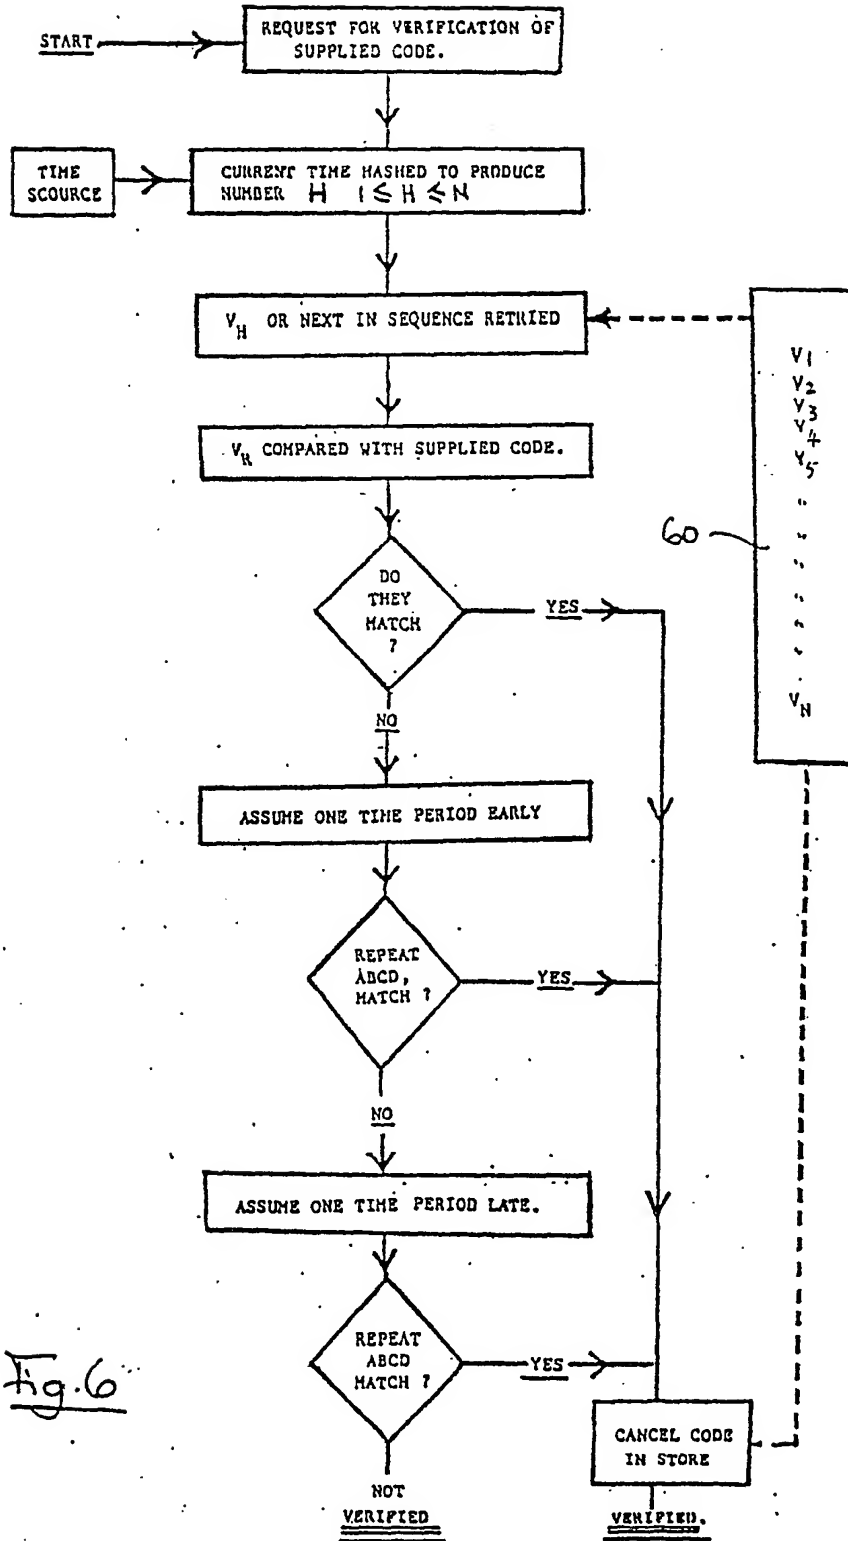 START
REQUEST FOR VERIFICATION OF
SUPPLIED CODE.
TIME
SCOURCE
CURRENT TIME HASHED TO PRODUCE
NUMBER H 1 ≤ H ≤ N
V_H OR NEXT IN SEQUENCE RETRIED
V_H COMPARED WITH SUPPLIED CODE.
V1
V2
V3
V4
V5
"
"
"
"
"
"
V_N
60
DO
THEY
MATCH
?
YES
NO
ASSUME ONE TIME PERIOD EARLY
REPEAT
ABCD,
MATCH ?
YES
NO
ASSUME ONE TIME PERIOD LATE.
REPEAT
ABCD
MATCH ?
YES
CANCEL CODE
IN STORE
NOT
VERIFIED
VERIFIED.
Fig.6